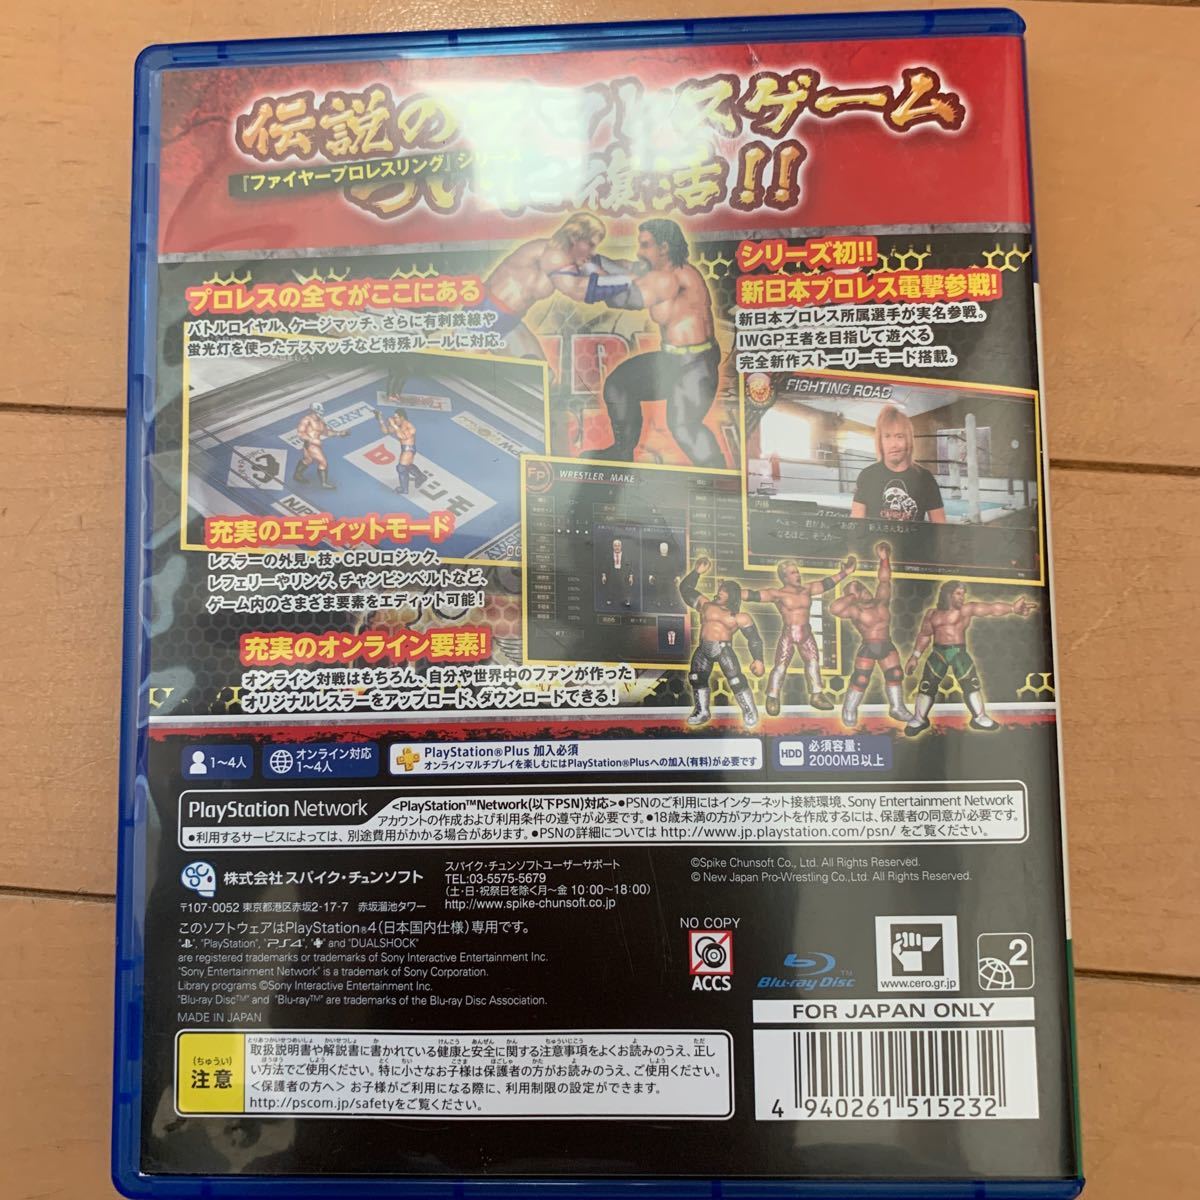 伝説のプロレスゲーム
『ファイヤープロレスリング』シリーズ
ついに復活!!
プロレスの全てがここにある
バトルロイヤル、ケージマッチ、さらに有刺鉄線や
蛍光灯を使ったデスマッチなど特殊ルールに対応。
シリーズ初!!
新日本プロレス電撃参戦!
新日本プロレス所属選手が実名参戦。
IWGP王者を目指して遊べる
完全新作ストーリーモード搭載。
FIGHTING ROAD
内藤
Fp WRESTLER MAKE
充実のエディットモード
レスラーの外見・技・CPUロジック、
レフェリーやリング、チャンピンベルトなど、
ゲーム内のさまざま要素をエディット可能!
充実のオンライン要素!
オンライン対戦はもちろん、自分や世界中のファンが作った
オリジナルレスラーをアップロード、ダウンロードできる!
1~4人
オンライン対応
1~4人
PlayStation®Plus 加入必須
オンラインマルチプレイを楽しむにはPlayStation®Plusへの加入(有料)が必要です
HDD 必須容量:
2000MB以上
PlayStation Network
<PlayStation™Network(以下PSN)対応>●PSNのご利用にはインターネット接続環境、Sony Entertainment Network
アカウントの作成および利用条件の遵守が必要です。●18歳未満の方がアカウントを作成するには、保護者の同意が必要です。
●利用するサービスによっては、別途費用がかかる場合があります。●PSNの詳細については http://www.jp.playstation.com/psn/ をご覧ください。
株式会社スパイク・チュンソフト
〒107-0052 東京都港区赤坂2-17-7 赤坂溜池タワー
スパイク・チュンソフトユーザーサポート
TEL:03-5575-5679
(土・日・祝祭日を除く月~金 10:00~18:00)
http://www.spike-chunsoft.co.jp
©Spike Chunsoft Co., Ltd. All Rights Reserved.
© New Japan Pro-Wrestling Co.,Ltd. All Rights Reserved.
このソフトウェアはPlayStation®4(日本国内仕様)専用です。
"PlayStation", "PS4", and "DUALSHOCK"
are registered trademarks or trademarks of Sony Interactive Entertainment Inc.
"Sony Entertainment Network" is a trademark of Sony Corporation.
Library programs ©Sony Interactive Entertainment Inc.
"Blu-ray Disc™" and "Blu-ray™" are trademarks of the Blu-ray Disc Association.
MADE IN JAPAN
NO COPY
ACCS
Blu-ray Disc™
www.cero.gr.jp
2
FOR JAPAN ONLY
(ちゅうい)
注意
取扱説明書や解説書に書かれている健康と安全に関する注意事項をよくお読みのうえ、正し
い方法でご使用ください。特に小さなお子様は保護者の方がお読みのうえ、ご使用ください。
<保護者の方へ> お子様がご利用になる際に、利用制限の設定ができます。
http://pscom.jp/safetyをご覧ください。
4 940261 515232